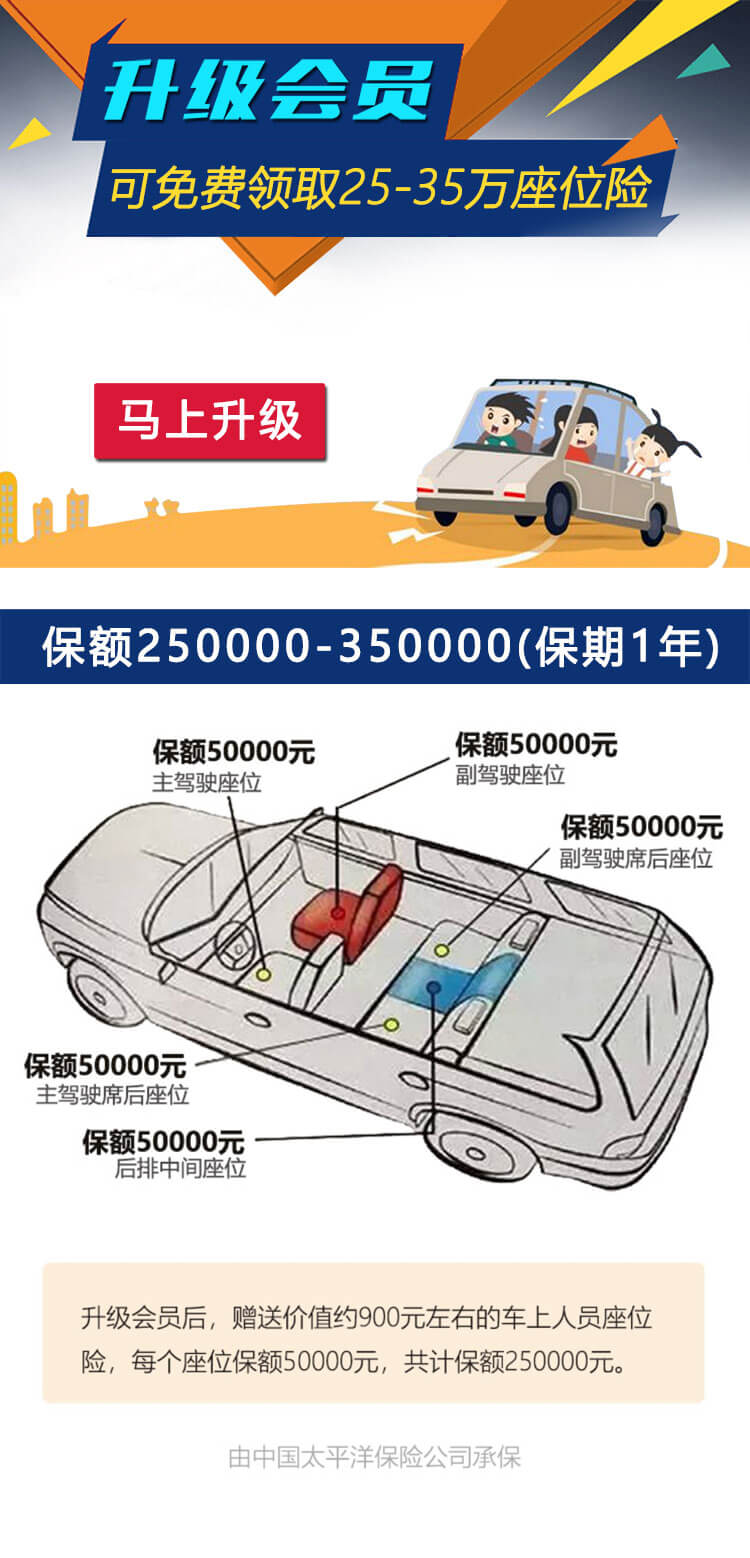 升级会员
可免费领取25-35万座位险
马上升级
保额250000-350000(保期1年)
保额50000元
主驾驶座位
保额50000元
副驾驶座位
保额50000元
副驾驶席后座位
保额50000元
主驾驶席后座位
保额50000元
后排中间座位
升级会员后，赠送价值约900元左右的车上人员座位
险，每个座位保额50000元，共计保额250000元。
由中国太平洋保险公司承保